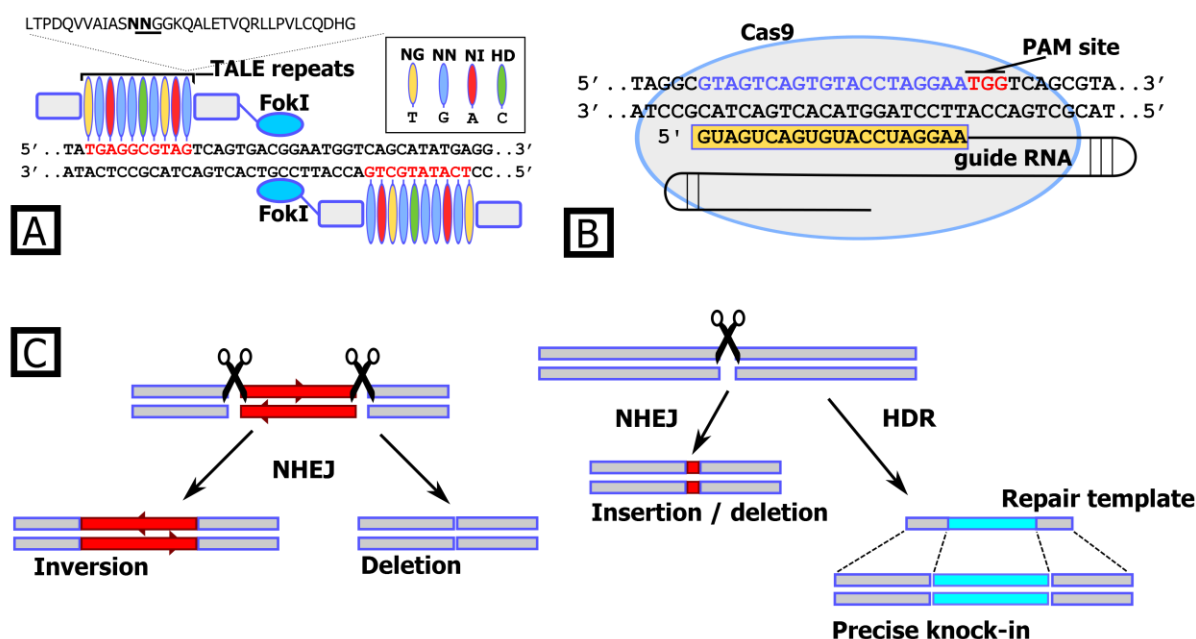 LTPDQVVAIASNNGGKQALETVQRLLPVLCQDHG
TALE repeats
FokI
NG NN NI HD
T G A C
5′..TATGAGGCGTAGTCAGTGACGGAATGGTCAGCATATGAGG..3′
3′..ATACTCCGCATCAGTCACTGCCTTACCAGTCGTATACTCC..5′
FokI
A
Cas9
PAM site
5′ ..TAGGCGTAGTCAGTGTACCTAGGAATGGTCAGCGTA..3′
3′..ATCCGCATCAGTCACATGGATCCTTACCAGTCGCAT..5′
5' GUAGUCAGUGUACCUAGGAA
guide RNA
B
C
NHEJ
Inversion
Deletion
NHEJ
HDR
Insertion / deletion
Repair template
Precise knock-in